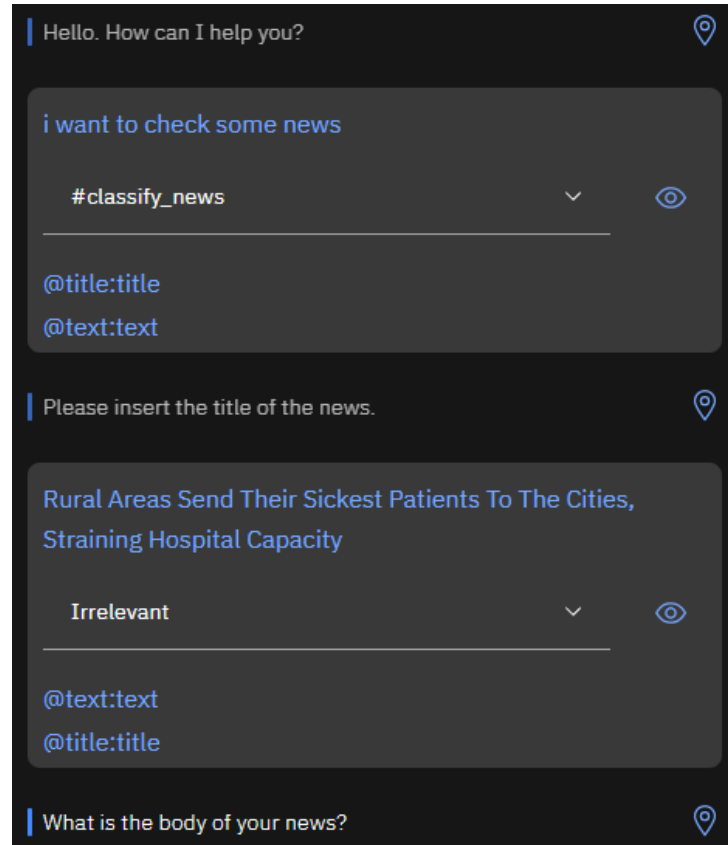 Hello. How can I help you?
i want to check some news
#classify_news
@title:title
@text:text
Please insert the title of the news.
Rural Areas Send Their Sickest Patients To The Cities,
Straining Hospital Capacity
Irrelevant
@text:text
@title:title
What is the body of your news?